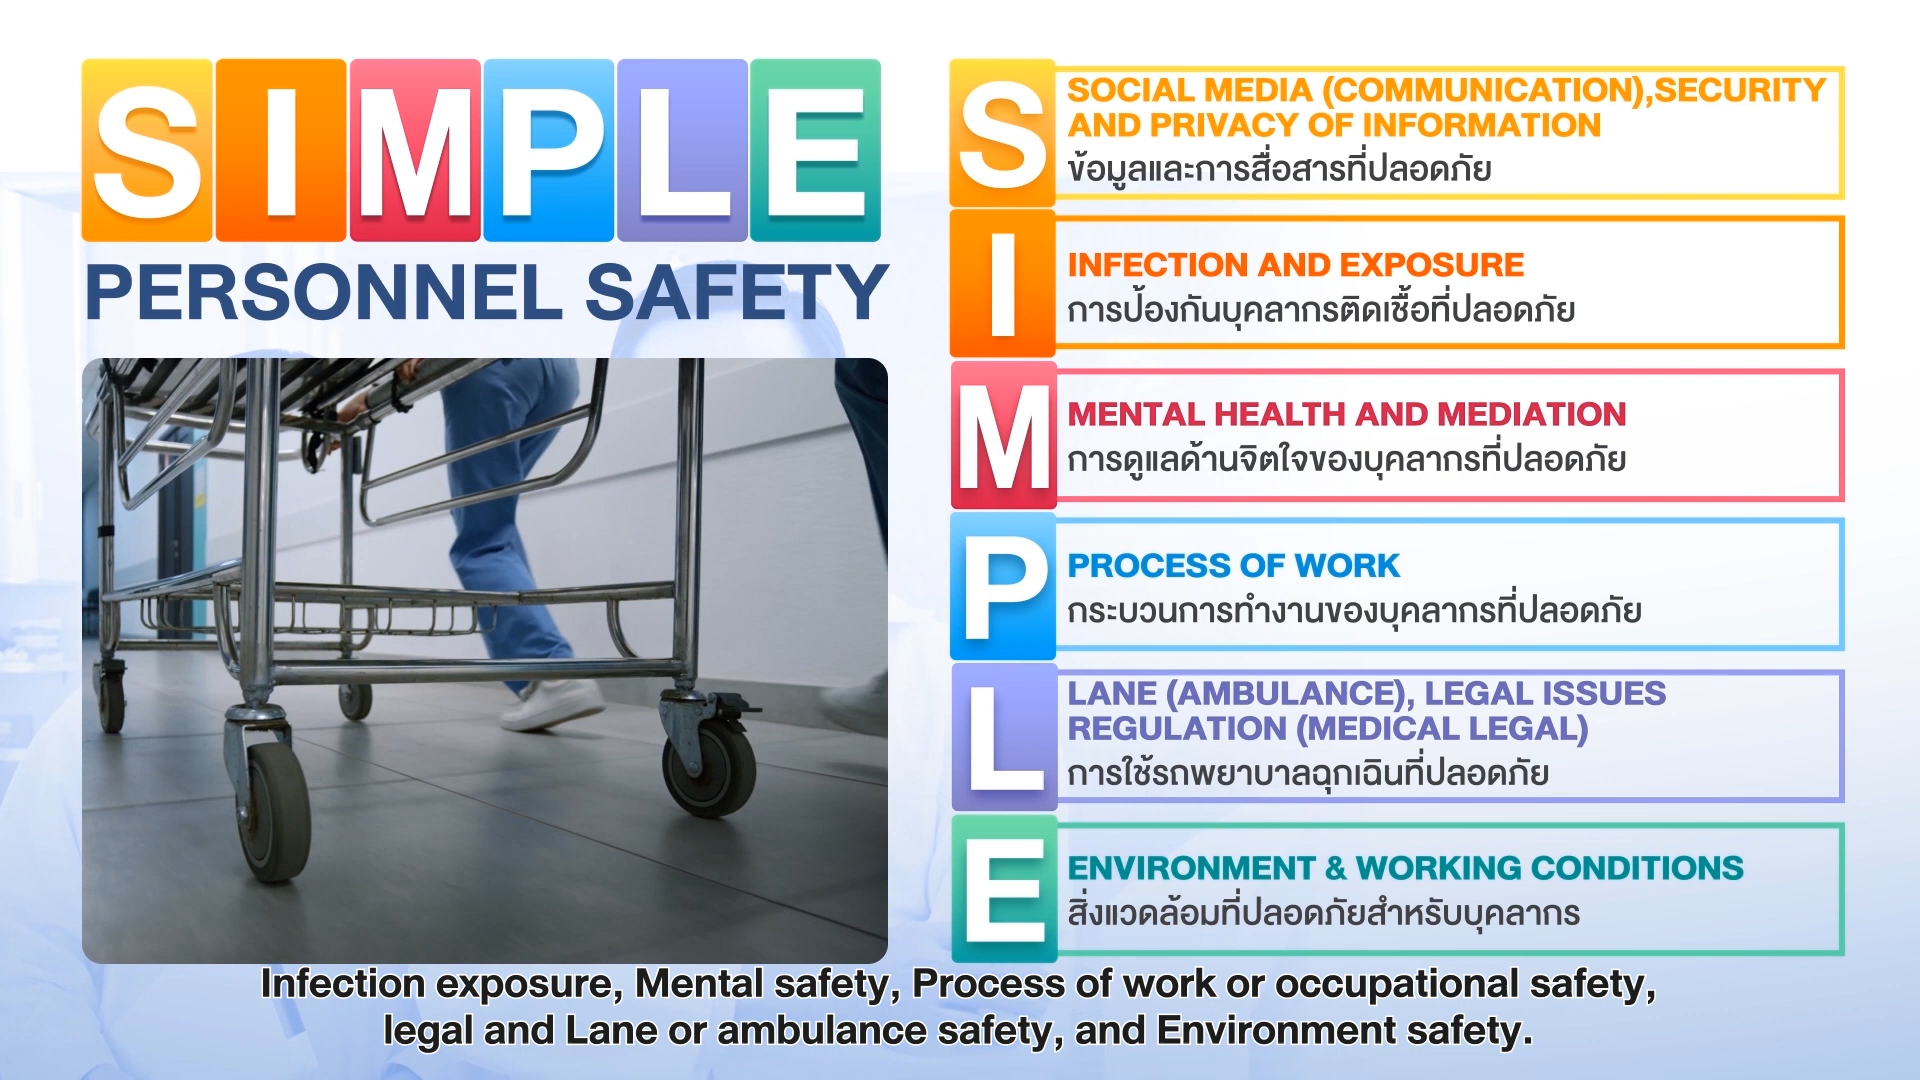 SIMPLE
PERSONNEL SAFETY
S
SOCIAL MEDIA (COMMUNICATION),SECURITY
AND PRIVACY OF INFORMATION
ข้อมูลและการสื่อสารที่ปลอดภัย
I
INFECTION AND EXPOSURE
การป้องกันบุคลากรติดเชื้อที่ปลอดภัย
M
MENTAL HEALTH AND MEDIATION
การดูแลด้านจิตใจของบุคลากรที่ปลอดภัย
P
PROCESS OF WORK
กระบวนการทำงานของบุคลากรที่ปลอดภัย
L
LANE (AMBULANCE), LEGAL ISSUES
REGULATION (MEDICAL LEGAL)
การใช้รถพยาบาลฉุกเฉินที่ปลอดภัย
E
ENVIRONMENT & WORKING CONDITIONS
สิ่งแวดล้อมที่ปลอดภัยสำหรับบุคลากร
Infection exposure, Mental safety, Process of work or occupational safety,
legal and Lane or ambulance safety, and Environment safety.